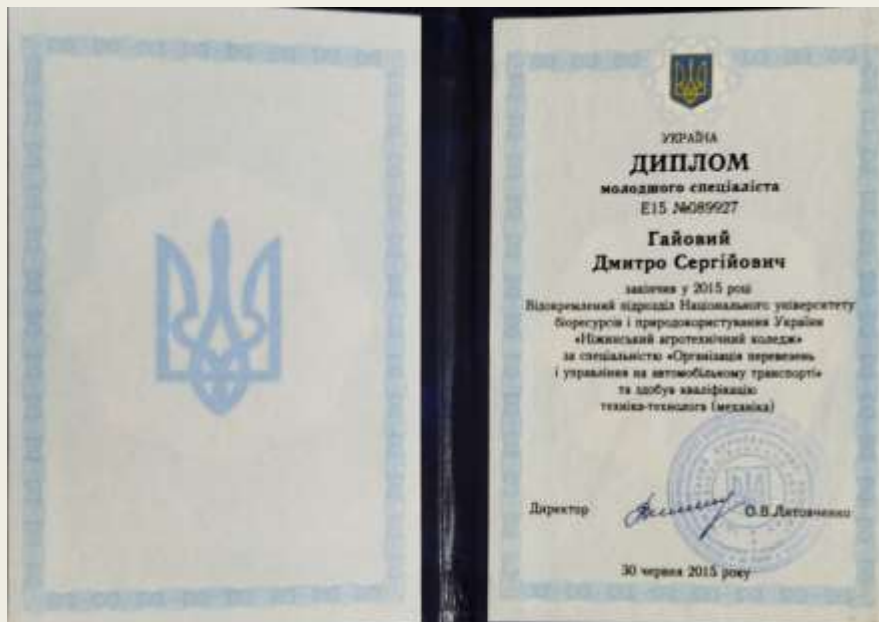 УКРАЇНА
ДИПЛОМ
молодшого спеціаліста
Е15 №089927
Гайовий
Дмитро Сергійович
закінчив у 2015 році
Відокремлений підрозділ Національного університету
біоресурсів і природокористування України
«Ніжинський агротехнічний коледж»
за спеціальністю «Організація перевезень
і управління на автомобільному транспорті»
та здобув кваліфікацію
техніка-технолога (механіка)
Директор О.В.Литовченко
30 червня 2015 року